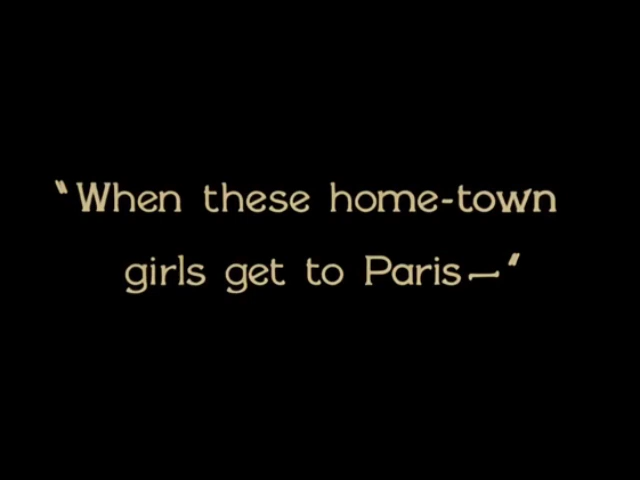 "When these home-town
girls get to Paris—"